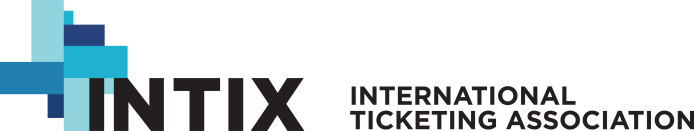 INTIX
INTERNATIONAL
TICKETING ASSOCIATION